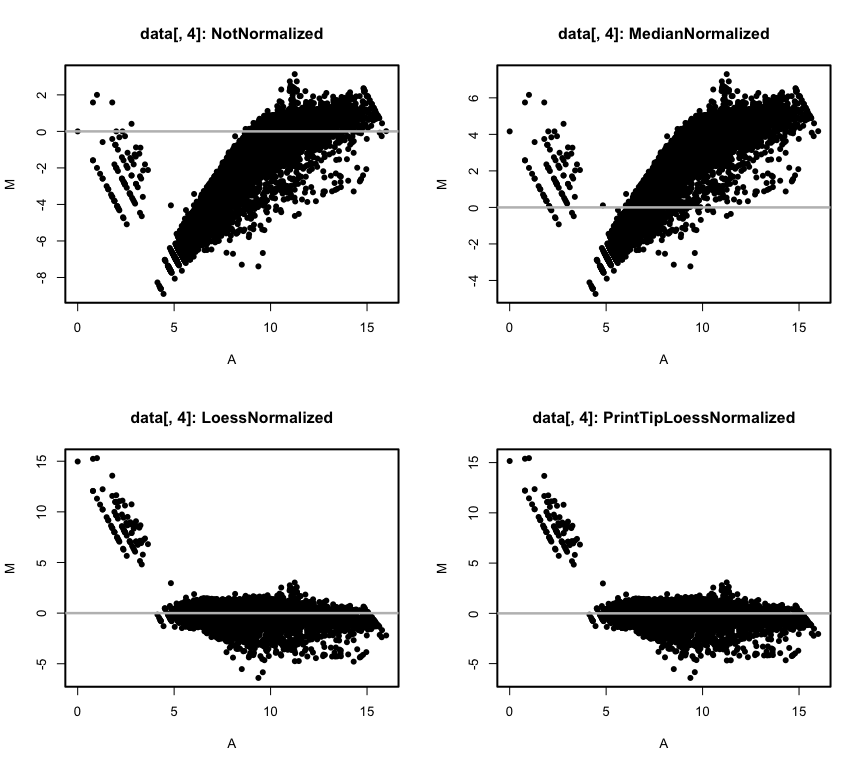 data[, 4]: NotNormalized
2
0
-2
-4
-6
-8
M
0 5 10 15
A
data[, 4]: MedianNormalized
6
4
2
0
-2
-4
M
0 5 10 15
A
data[, 4]: LoessNormalized
15
10
5
0
-5
M
0 5 10 15
A
data[, 4]: PrintTipLoessNormalized
15
10
5
0
-5
M
0 5 10 15
A